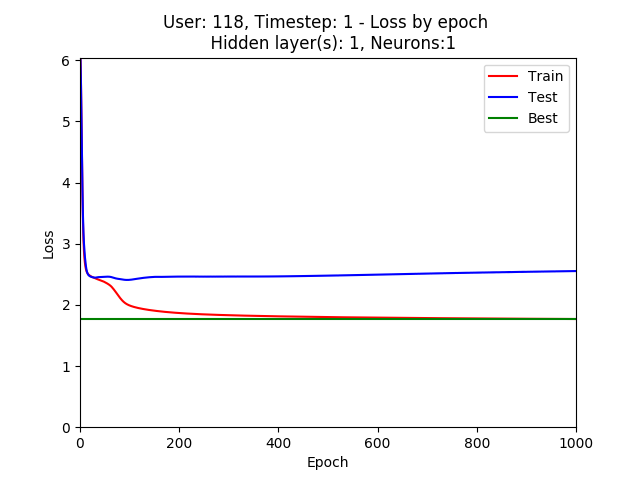 User: 118, Timestep: 1 - Loss by epoch
Hidden layer(s): 1, Neurons:1
Train
Test
Best
6
5
4
3
2
1
0
Loss
0 200 400 600 800 1000
Epoch